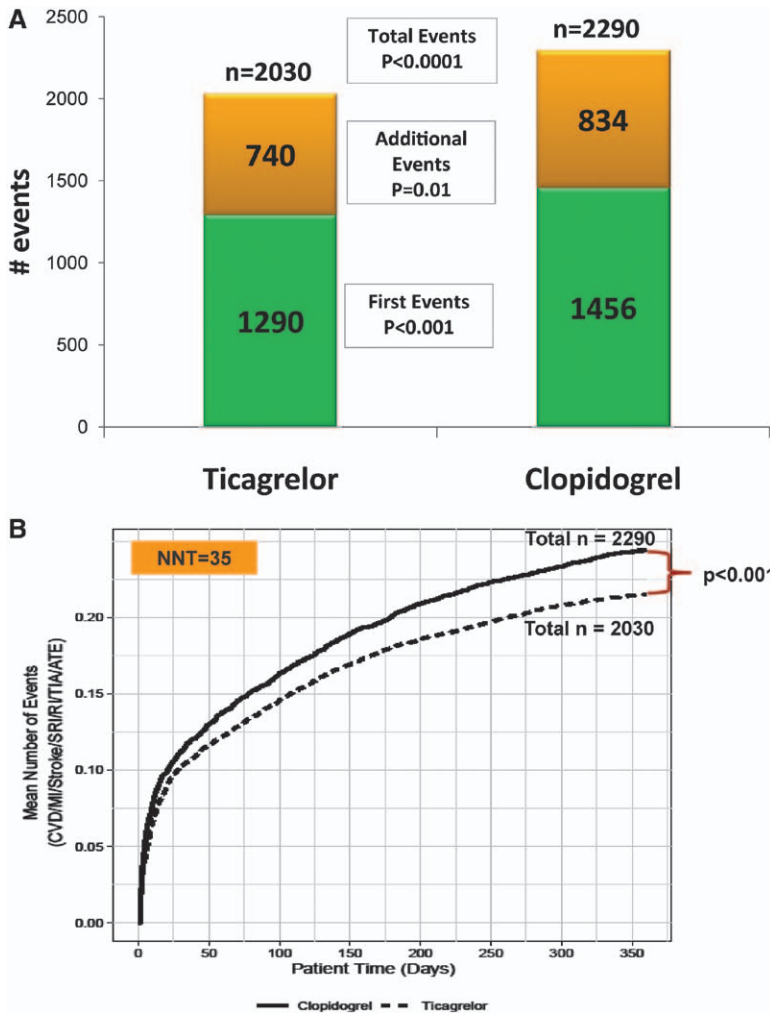 A
2500
n=2030
Total Events
P<0.0001
n=2290
2000
740
Additional
Events
P=0.01
834
1500
# events
1000
1290
First Events
P<0.001
1456
500
0
Ticagrelor
Clopidogrel
B
NNT=35
Total n = 2290
p<0.001
Total n = 2030
0.20
0.15
0.10
0.05
0.00
Mean Number of Events
(CVD/MI/Stroke/SRI/RI/TIA/ATE)
0 50 100 150 200 250 300 350
Patient Time (Days)
Clopidogrel Ticagrelor